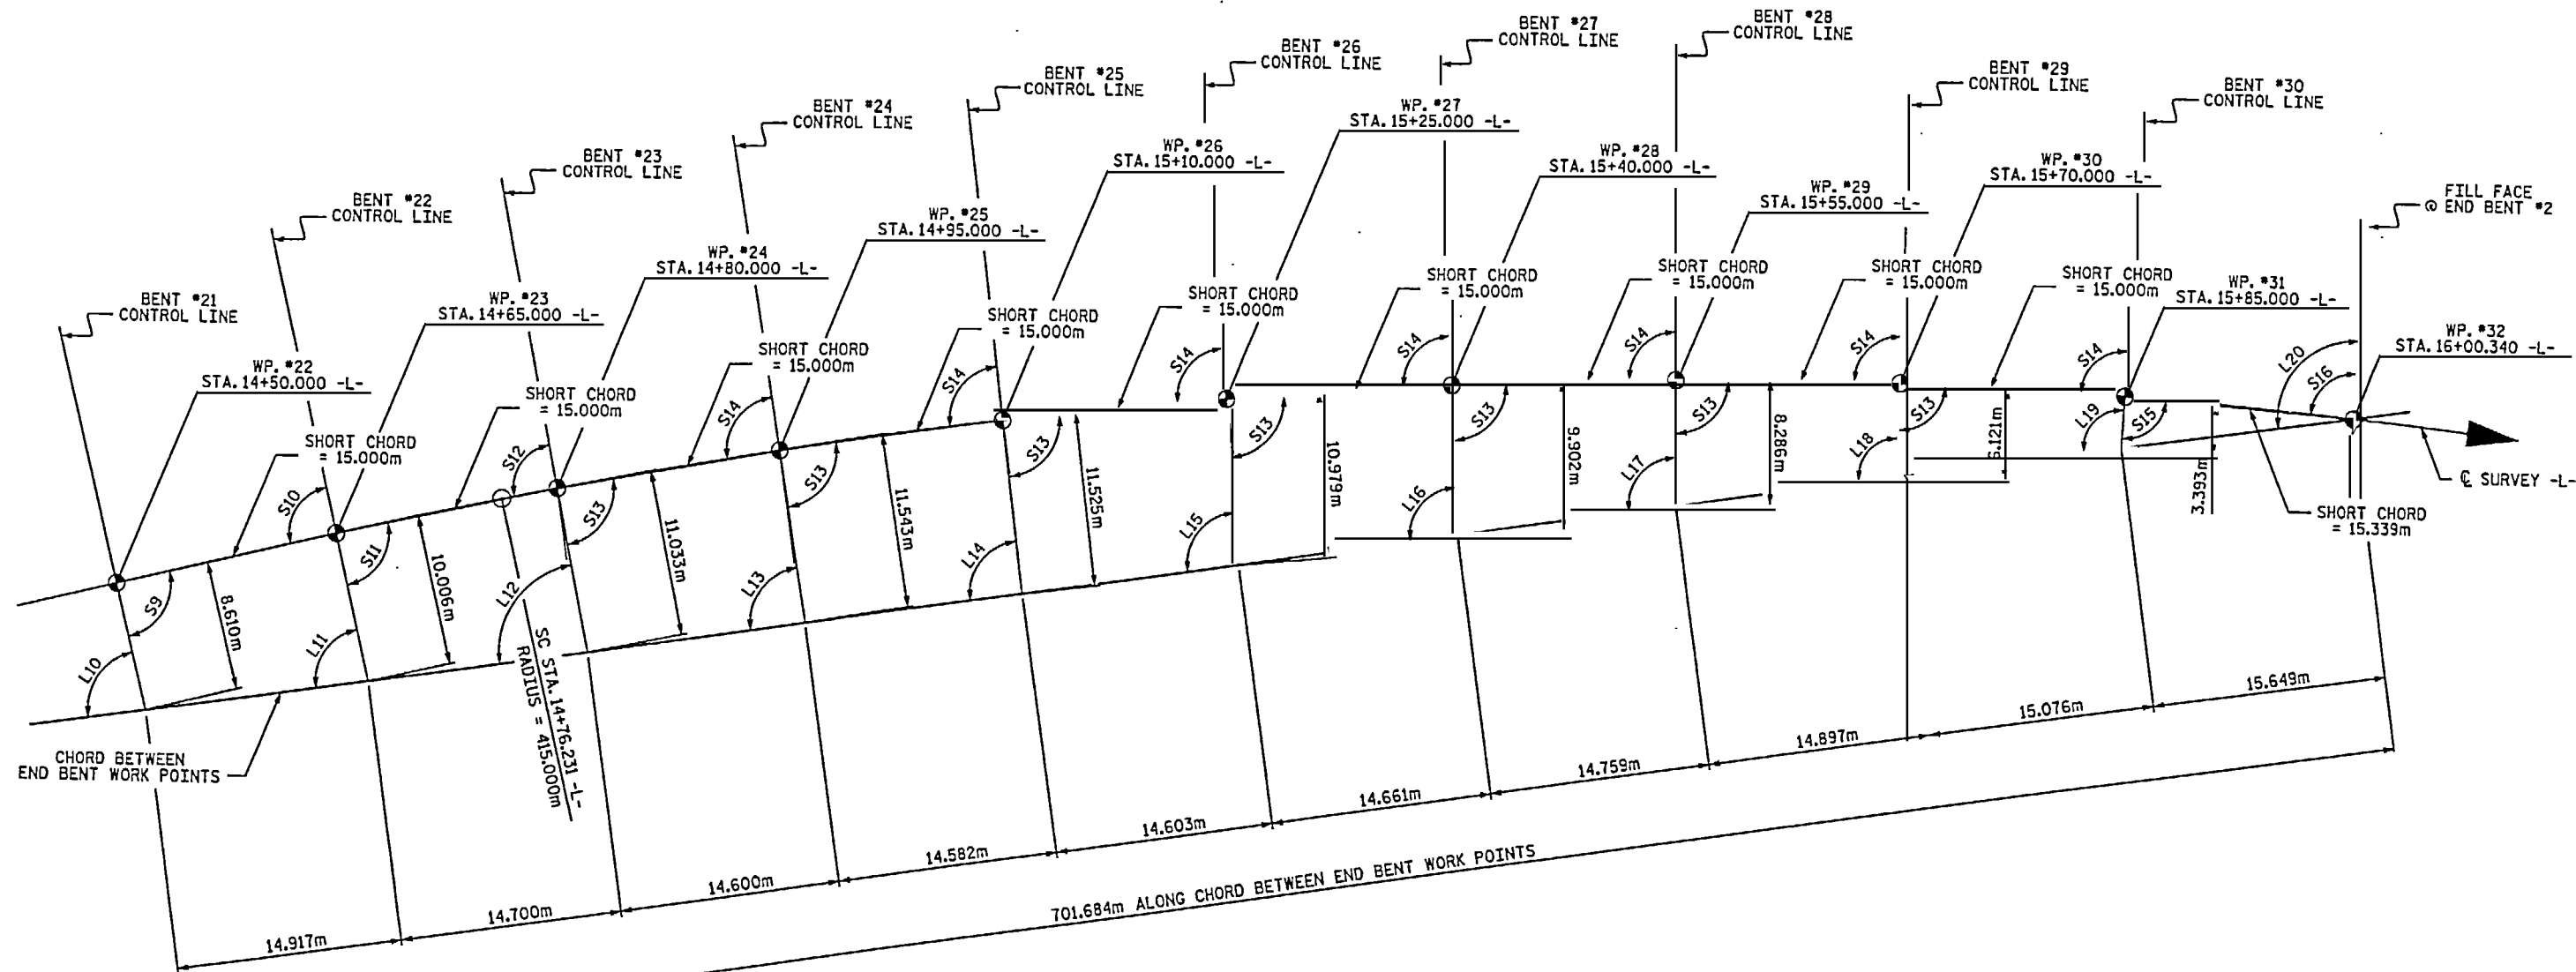 BENT #21
CONTROL LINE
BENT #22
CONTROL LINE
BENT #23
CONTROL LINE
BENT #24
CONTROL LINE
BENT #25
CONTROL LINE
BENT #26
CONTROL LINE
BENT #27
CONTROL LINE
BENT #28
CONTROL LINE
BENT #29
CONTROL LINE
BENT #30
CONTROL LINE
FILL FACE
@ END BENT #2
WP. #22
STA. 14+50.000 -L-
WP. #23
STA. 14+65.000 -L-
WP. #24
STA. 14+80.000 -L-
WP. #25
STA. 14+95.000 -L-
WP. #26
STA. 15+10.000 -L-
WP. #27
STA. 15+25.000 -L-
WP. #28
STA. 15+40.000 -L-
WP. #29
STA. 15+55.000 -L-
WP. #30
STA. 15+70.000 -L-
WP. #31
STA. 15+85.000 -L-
WP. #32
STA. 16+00.340 -L-
SHORT CHORD
= 15.000m
SHORT CHORD
= 15.000m
SHORT CHORD
= 15.000m
SHORT CHORD
= 15.000m
SHORT CHORD
= 15.000m
SHORT CHORD
= 15.000m
SHORT CHORD
= 15.000m
SHORT CHORD
= 15.000m
SHORT CHORD
= 15.000m
SHORT CHORD
= 15.339m
℄ SURVEY -L-
S9
S10
S11
S12
S13
S14
S13
S14
S13
S14
S13
S14
S13
S14
S13
S14
S13
S14
S15
S16
L10
L11
L12
L13
L14
L15
L16
L17
L18
L19
L20
8.610m
10.006m
11.033m
11.543m
11.525m
10.979m
9.902m
8.286m
6.121m
3.393m
SC STA. 14+76.231 -L-
RADIUS = 415.000m
CHORD BETWEEN
END BENT WORK POINTS
14.917m
14.700m
14.600m
14.582m
14.603m
14.661m
14.759m
14.897m
15.076m
15.649m
701.684m ALONG CHORD BETWEEN END BENT WORK POINTS